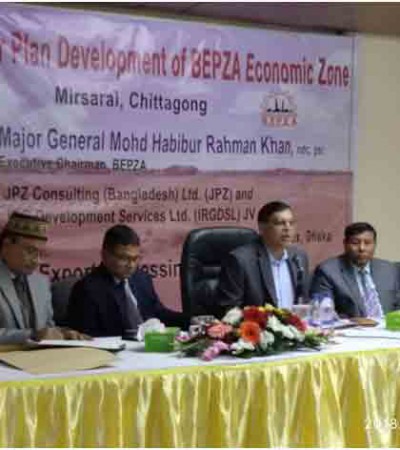 Plan Development of BEPZA Economic Zone
Mirsarai, Chittagong
BEPZA
Major General Mohd Habibur Rahman Khan, ndc, psc
Executive Chairman, BEPZA
JPZ Consulting (Bangladesh) Ltd. (JPZ) and
Development Services Ltd. (IRGDSL) JV
Dhaka
Export
2018